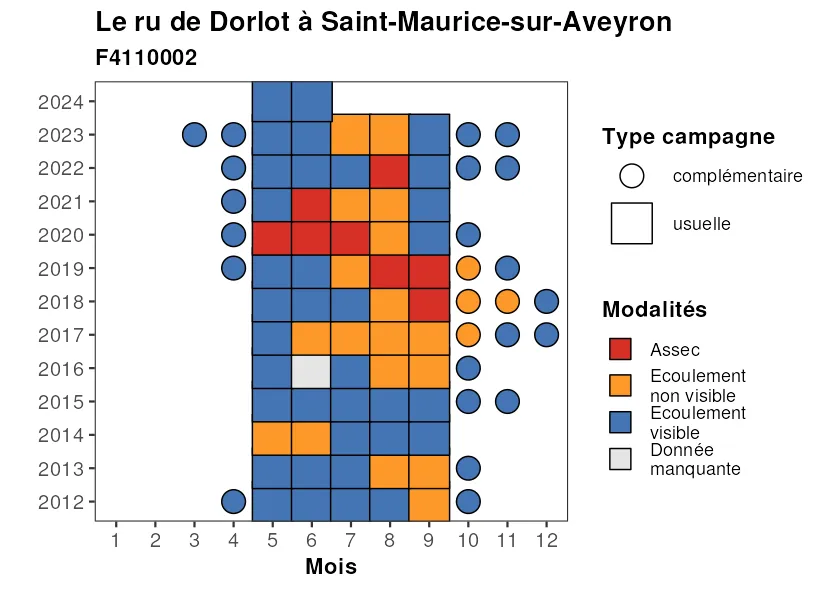 Le ru de Dorlot à Saint-Maurice-sur-Aveyron
F4110002
2024
2023
2022
2021
2020
2019
2018
2017
2016
2015
2014
2013
2012
1 2 3 4 5 6 7 8 9 10 11 12
Mois
Type campagne
complémentaire
usuelle
Modalités
Assec
Ecoulement
non visible
Ecoulement
visible
Donnée
manquante